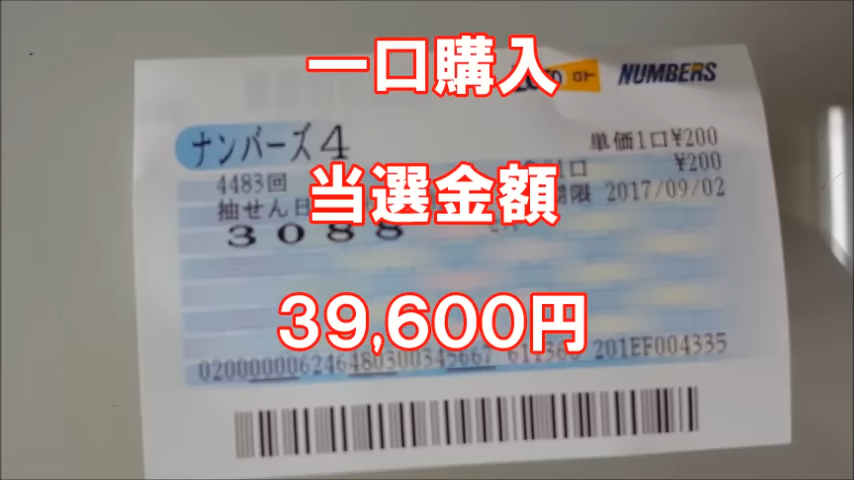 一口購入
NUMBERS
ナンバーズ4
単価1口¥200
4483回
1口 ¥200
当選金額
抽せん日
期限 2017/09/02
3088
39,600円
201EF004335